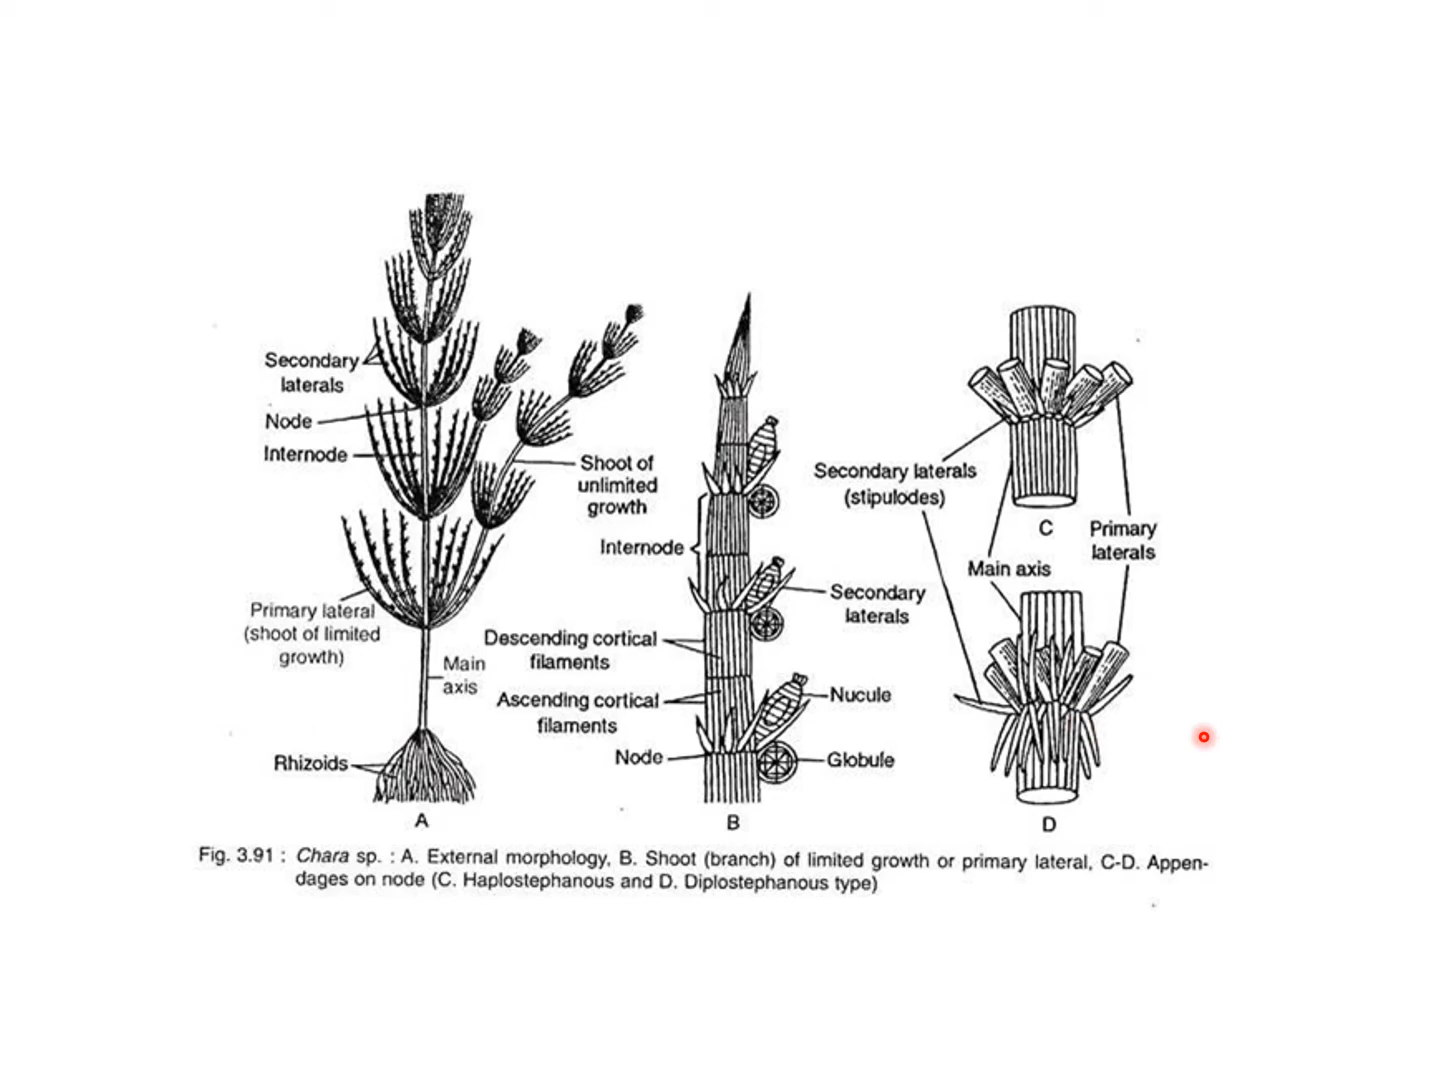 Secondary
laterals
Node
Internode
Shoot of
unlimited
growth
Primary lateral
(shoot of limited
growth)
Main
axis
Rhizoids
A
Internode
Secondary
laterals
Descending cortical
filaments
Ascending cortical
filaments
Nucule
Node
Globule
B
Secondary laterals
(stipulodes)
C
Primary
laterals
Main axis
D
Fig. 3.91 : Chara sp. : A. External morphology, B. Shoot (branch) of limited growth or primary lateral, C-D. Appen-
dages on node (C. Haplostephanous and D. Diplostephanous type)